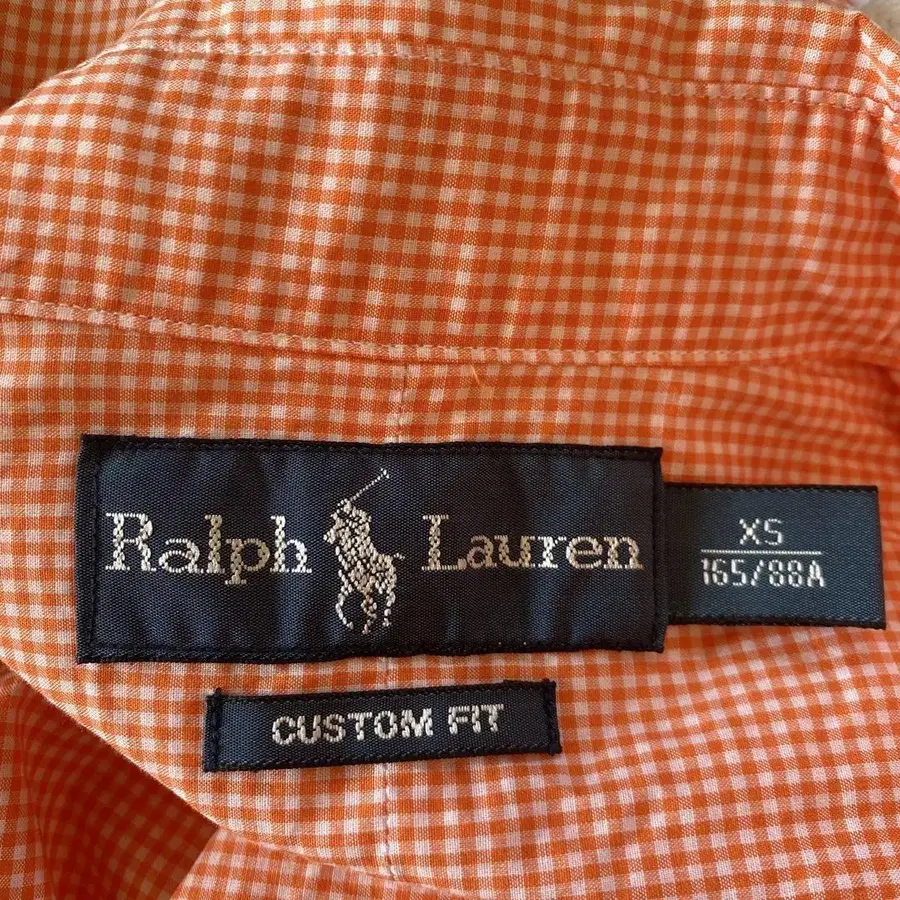 Ralph Lauren
XS
165/88A
CUSTOM FIT